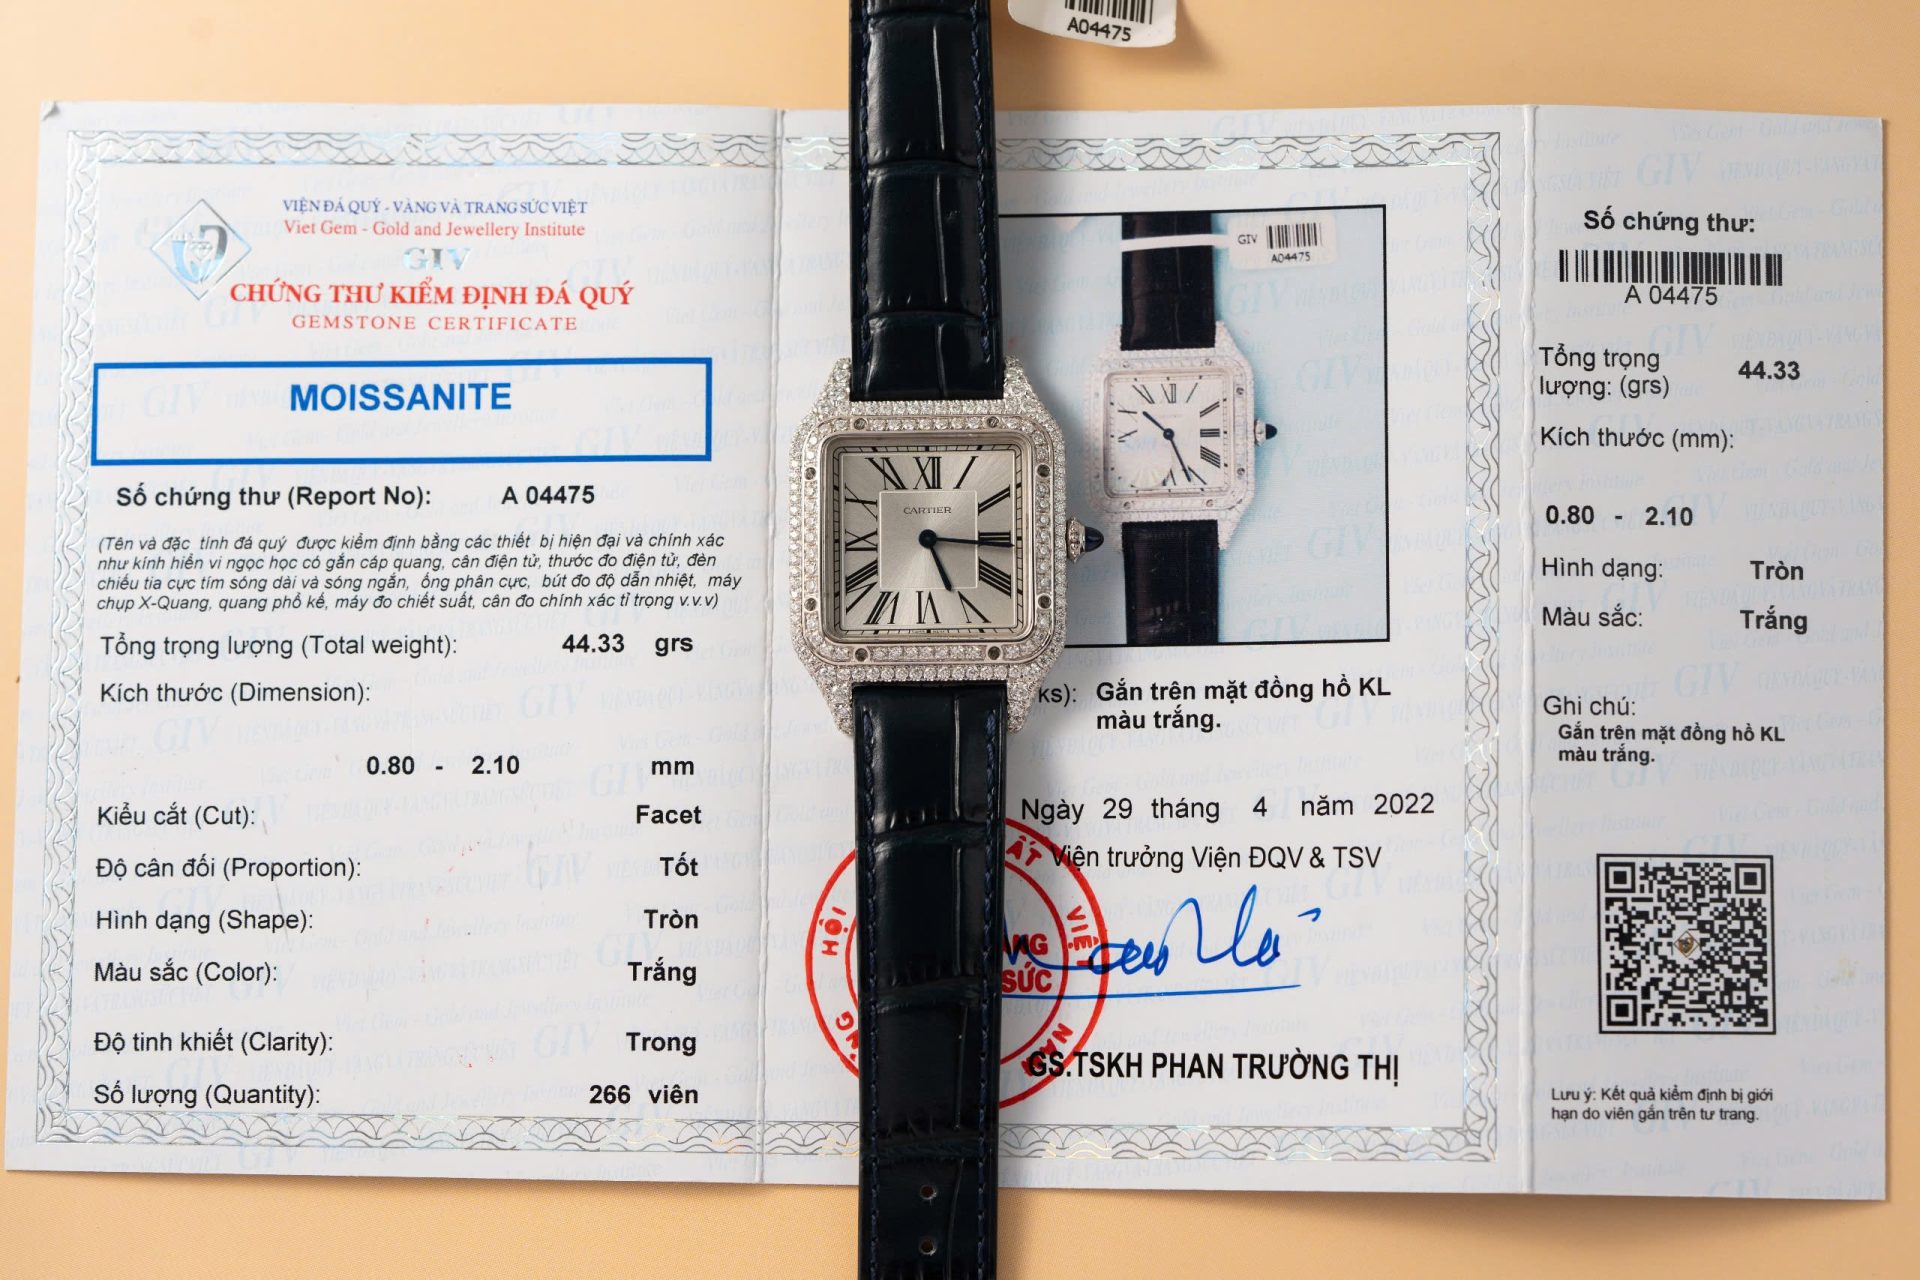 A04475
VIỆN ĐÁ QUÝ - VÀNG VÀ TRANG SỨC VIỆT
Viet Gem - Gold and Jewellery Institute
GIV
CHỨNG THƯ KIỂM ĐỊNH ĐÁ QUÝ
GEMSTONE CERTIFICATE
MOISSANITE
Số chứng thư (Report No): A 04475
(Tên và đặc tính đá quý được kiểm định bằng các thiết bị hiện đại và chính xác
như kính hiển vi ngọc học có gắn cáp quang, cân điện tử, thước đo điện tử, đèn
chiếu tia cực tím sóng dài và sóng ngắn, ống phân cực, bút đo độ dẫn nhiệt, máy
chụp X-Quang, quang phổ kế, máy đo chiết suất, cân đo chính xác tỉ trọng v.v.v)
Tổng trọng lượng (Total weight): 44.33 grs
Kích thước (Dimension):
0.80 - 2.10 mm
Kiểu cắt (Cut): Facet
Độ cân đối (Proportion): Tốt
Hình dạng (Shape): Tròn
Màu sắc (Color): Trắng
Độ tinh khiết (Clarity): Trong
Số lượng (Quantity): 266 viên
CARTIER
GIV
A04475
ks): Gắn trên mặt đồng hồ KL
màu trắng.
Ngày 29 tháng 4 năm 2022
Viện trưởng Viện ĐQV & TSV
HỘI
VIỆT
NAM
SỨC
GS.TSKH PHAN TRƯỜNG THỊ
Số chứng thư:
A 04475
Tổng trọng
lượng: (grs) 44.33
Kích thước (mm):
0.80 - 2.10
Hình dạng: Tròn
Màu sắc: Trắng
Ghi chú:
Gắn trên mặt đồng hồ KL
màu trắng.
Lưu ý: Kết quả kiểm định bị giới
hạn do viên gắn trên tư trang.